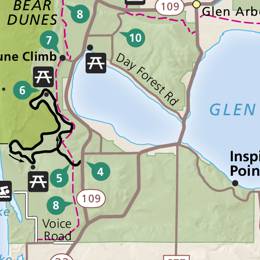 BEAR
DUNES
8
109
Glen Arbo
7
10
une Climb
Day Forest Rd
6
GLEN
Inspi
Poin
5
4
8
109
Voice
Road